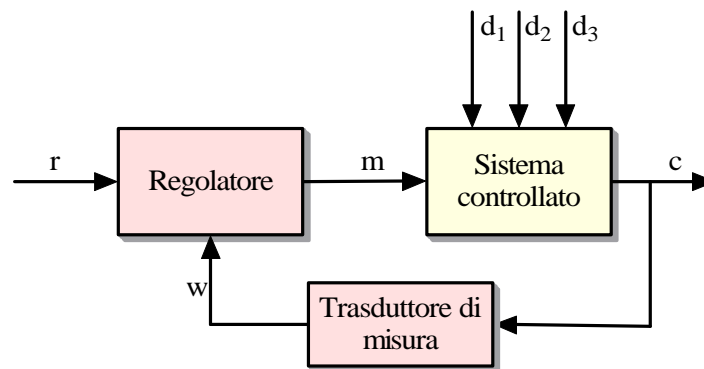 d₁ d₂ d₃
r
Regolatore
m
Sistema
controllato
c
w
Trasduttore di
misura